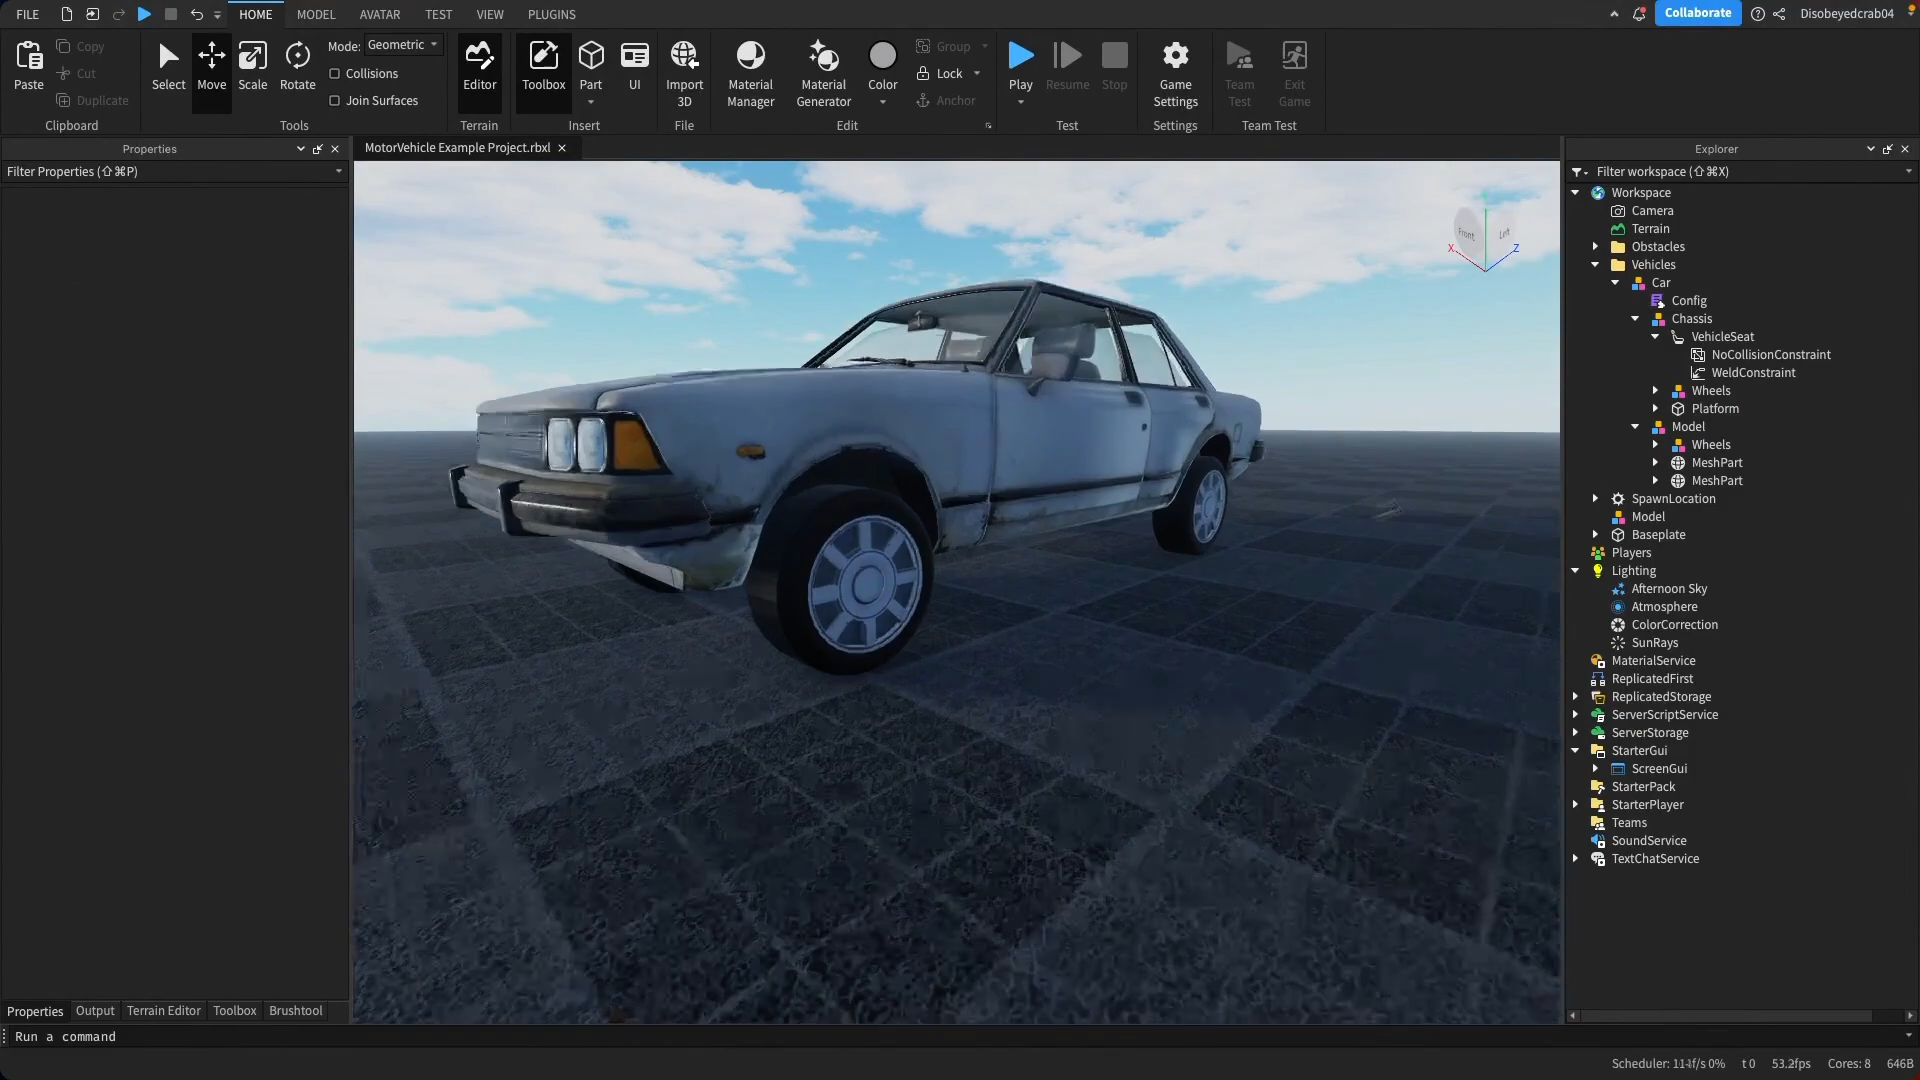 FILE
HOME
MODEL
AVATAR
TEST
VIEW
PLUGINS
Collaborate
Disobeyedcrab04
Paste
Copy
Cut
Duplicate
Clipboard
Select
Move
Scale
Rotate
Mode: Geometric
Collisions
Join Surfaces
Tools
Editor
Terrain
Toolbox
Part
UI
Insert
Import
3D
File
Material
Manager
Material
Generator
Color
Group
Lock
Anchor
Edit
Play
Resume
Stop
Test
Game
Settings
Settings
Team
Test
Exit
Game
Team Test
Properties
Filter Properties (⇧⌘P)
MotorVehicle Example Project.rbxl
Front
Left
X
Z
Explorer
Filter workspace (⇧⌘X)
Workspace
Camera
Terrain
Obstacles
Vehicles
Car
Config
Chassis
VehicleSeat
NoCollisionConstraint
WeldConstraint
Wheels
Platform
Model
Wheels
MeshPart
MeshPart
SpawnLocation
Model
Baseplate
Players
Lighting
Afternoon Sky
Atmosphere
ColorCorrection
SunRays
MaterialService
ReplicatedFirst
ReplicatedStorage
ServerScriptService
ServerStorage
StarterGui
ScreenGui
StarterPack
StarterPlayer
Teams
SoundService
TextChatService
Properties
Output
Terrain Editor
Toolbox
Brushtool
Run a command
Scheduler: 0%
t 0
Cores: 8
646B